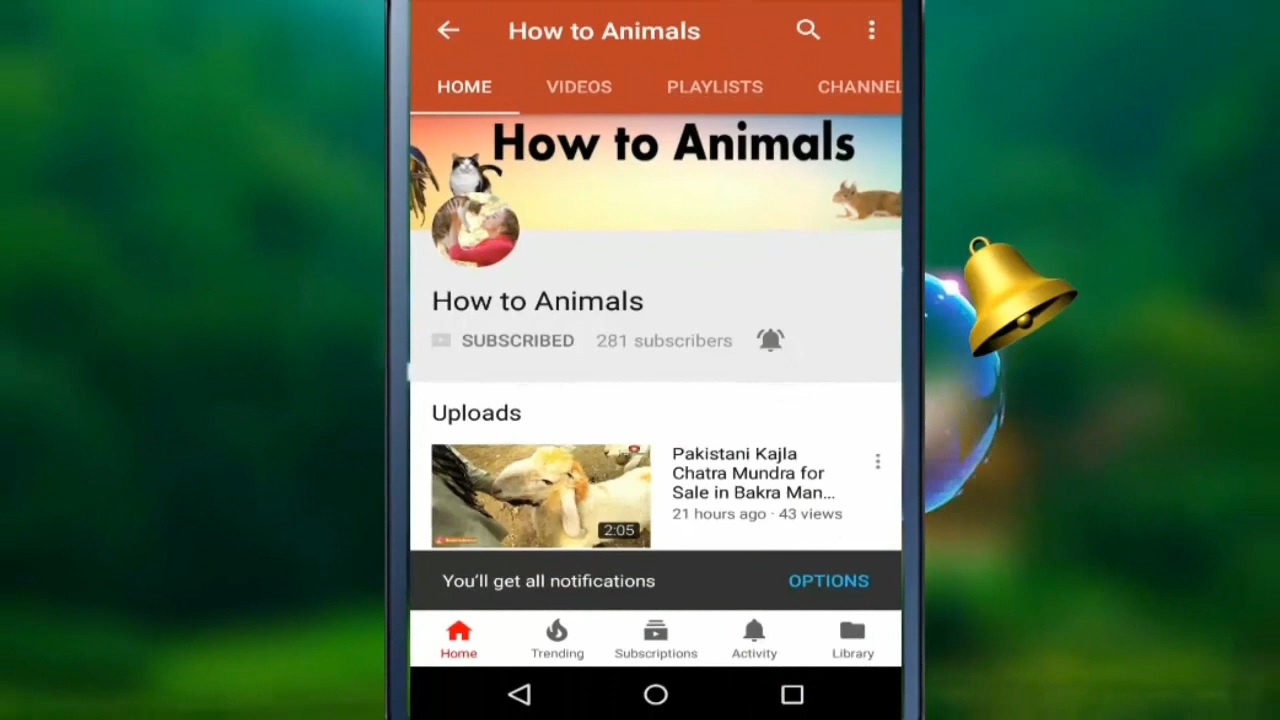 How to Animals
HOME VIDEOS PLAYLISTS CHANNEL
How to Animals
How to Animals
SUBSCRIBED 281 subscribers
Uploads
Pakistani Kajla
Chatra Mundra for
Sale in Bakra Man...
21 hours ago · 43 views
2:05
You'll get all notifications OPTIONS
Home Trending Subscriptions Activity Library